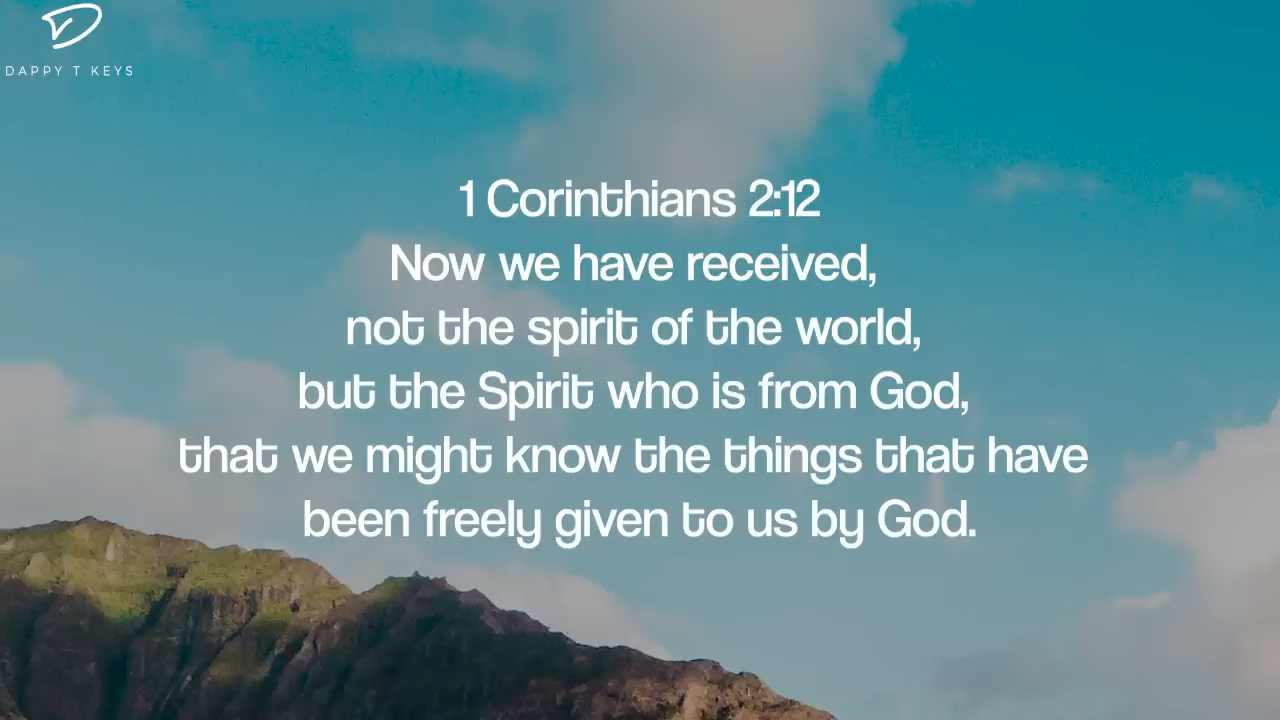 DAPPY T KEYS
1 Corinthians 2:12
Now we have received,
not the spirit of the world,
but the Spirit who is from God,
that we might know the things that have
been freely given to us by God.